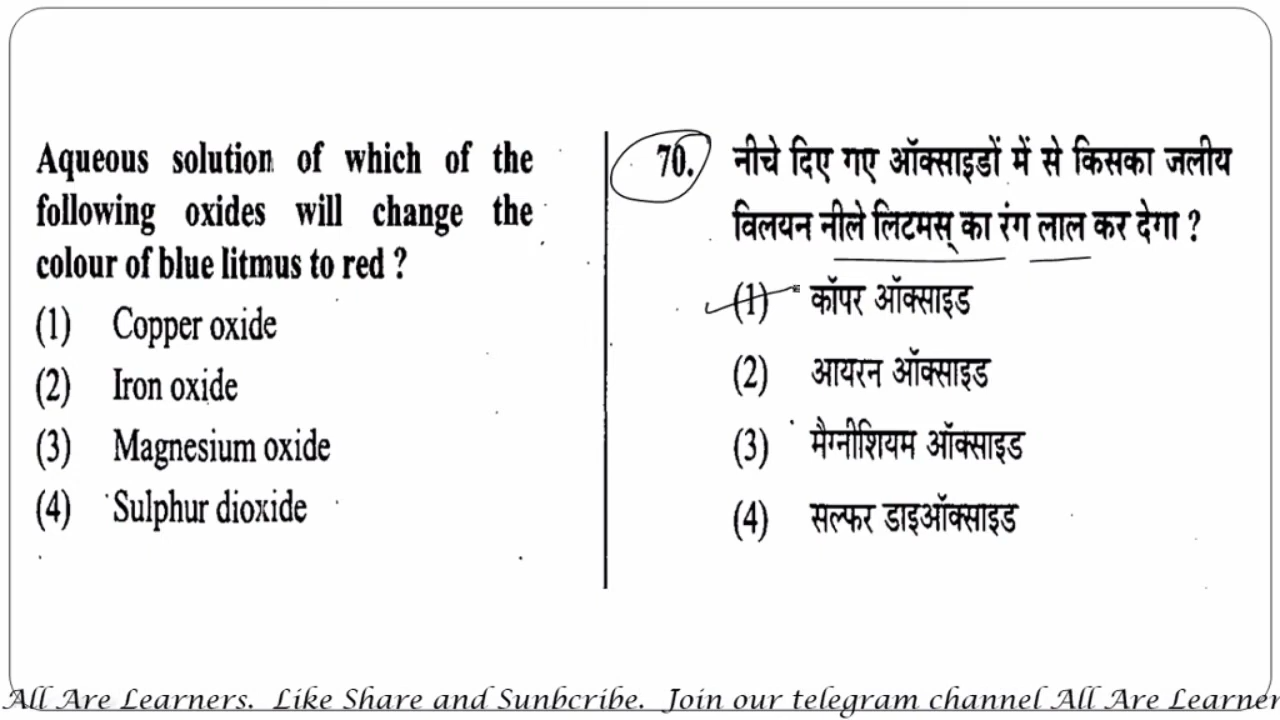 Aqueous solution of which of the
following oxides will change the
colour of blue litmus to red ?
(1) Copper oxide
(2) Iron oxide
(3) Magnesium oxide
(4) Sulphur dioxide
70. नीचे दिए गए ऑक्साइडों में से किसका जलीय
विलयन नीले लिटमस् का रंग लाल कर देगा ?
(1) कॉपर ऑक्साइड
(2) आयरन ऑक्साइड
(3) मैग्नीशियम ऑक्साइड
(4) सल्फर डाइऑक्साइड
All Are Learners. Like Share and Sunbcribe. Join our telegram channel All Are Learner